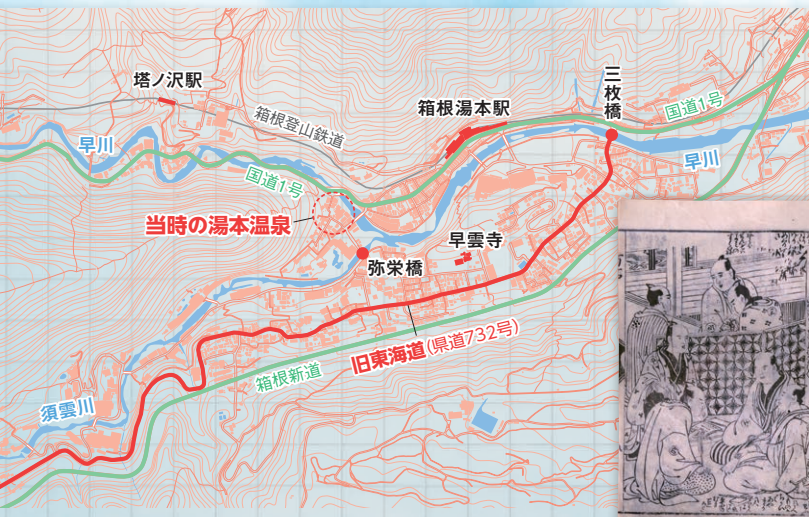 塔ノ沢駅
箱根湯本駅
三枚橋
国道1号
箱根登山鉄道
早川
早川
国道1号
当時の湯本温泉
早雲寺
弥栄橋
旧東海道(県道732号)
箱根新道
須雲川